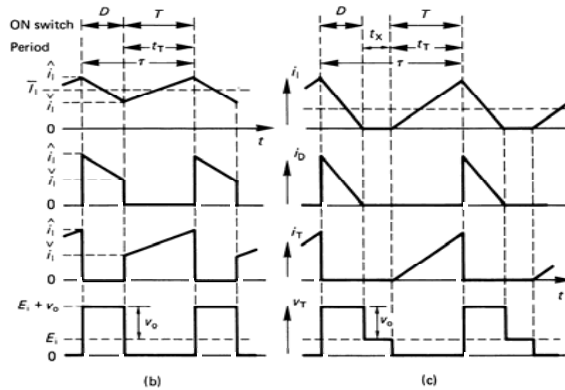 D T D T
ON switch
Period t_T t_x t_T
τ τ
î_i
I̅_i
ǐ_i
0 t
i_i
0
î_i
ǐ_i
0
i_D
0
î_i
ǐ_i
0
i_T
0 t
E_i + v_o
v_o
E_i
0
v_T
v_o
0
(b) (c)